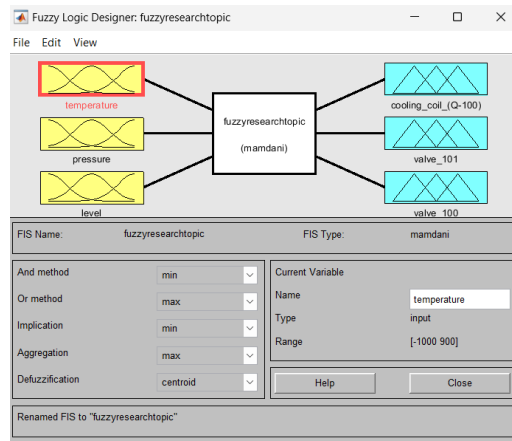 Fuzzy Logic Designer: fuzzyresearchtopic
File Edit View
temperature
pressure
level
fuzzyresearchtopic
(mamdani)
cooling_coil_(Q-100)
valve_101
valve_100
FIS Name: fuzzyresearchtopic FIS Type: mamdani
And method min
Or method max
Implication min
Aggregation max
Defuzzification centroid
Current Variable
Name temperature
Type input
Range [-1000 900]
Help Close
Renamed FIS to "fuzzyresearchtopic"